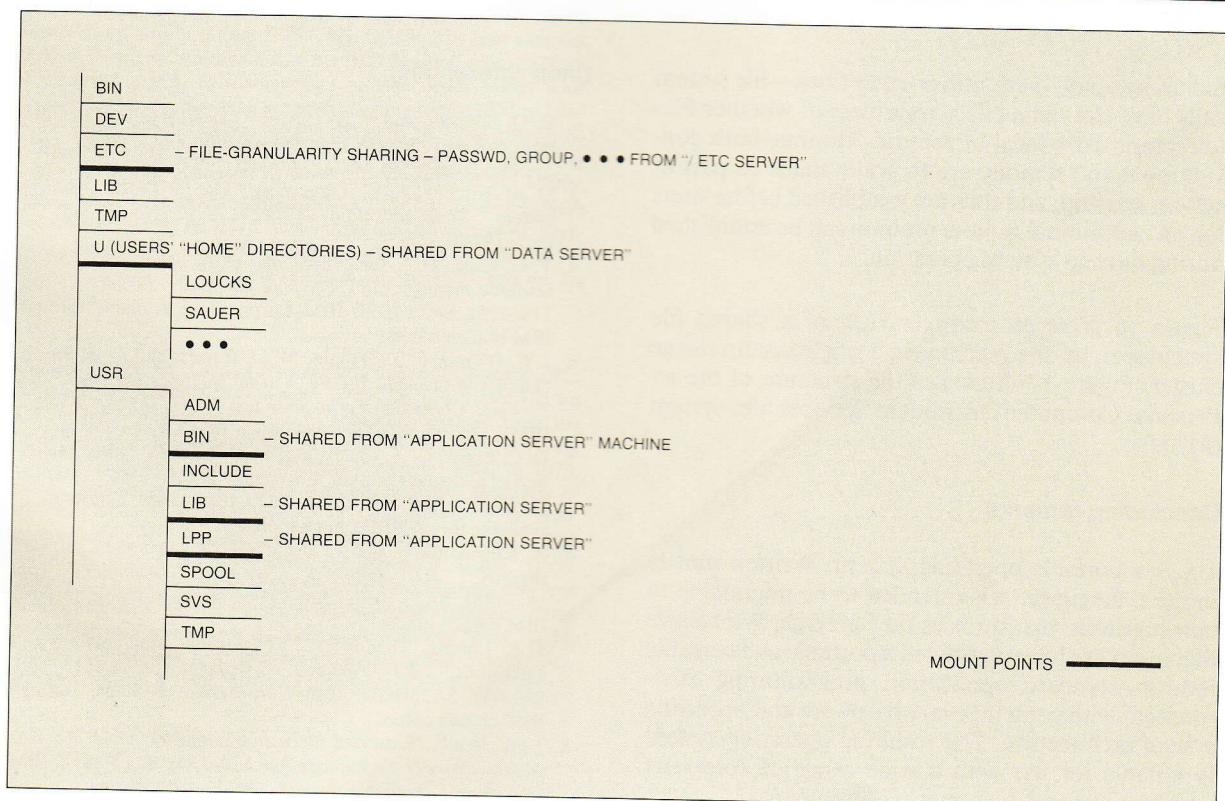 BIN
DEV
ETC – FILE-GRANULARITY SHARING – PASSWD, GROUP, ● ● ● FROM “/ ETC SERVER”
LIB
TMP
U (USERS’ “HOME” DIRECTORIES) – SHARED FROM “DATA SERVER”
LOUCKS
SAUER
● ● ●
USR
ADM
BIN – SHARED FROM “APPLICATION SERVER” MACHINE
INCLUDE
LIB – SHARED FROM “APPLICATION SERVER”
LPP – SHARED FROM “APPLICATION SERVER”
SPOOL
SVS
TMP
MOUNT POINTS